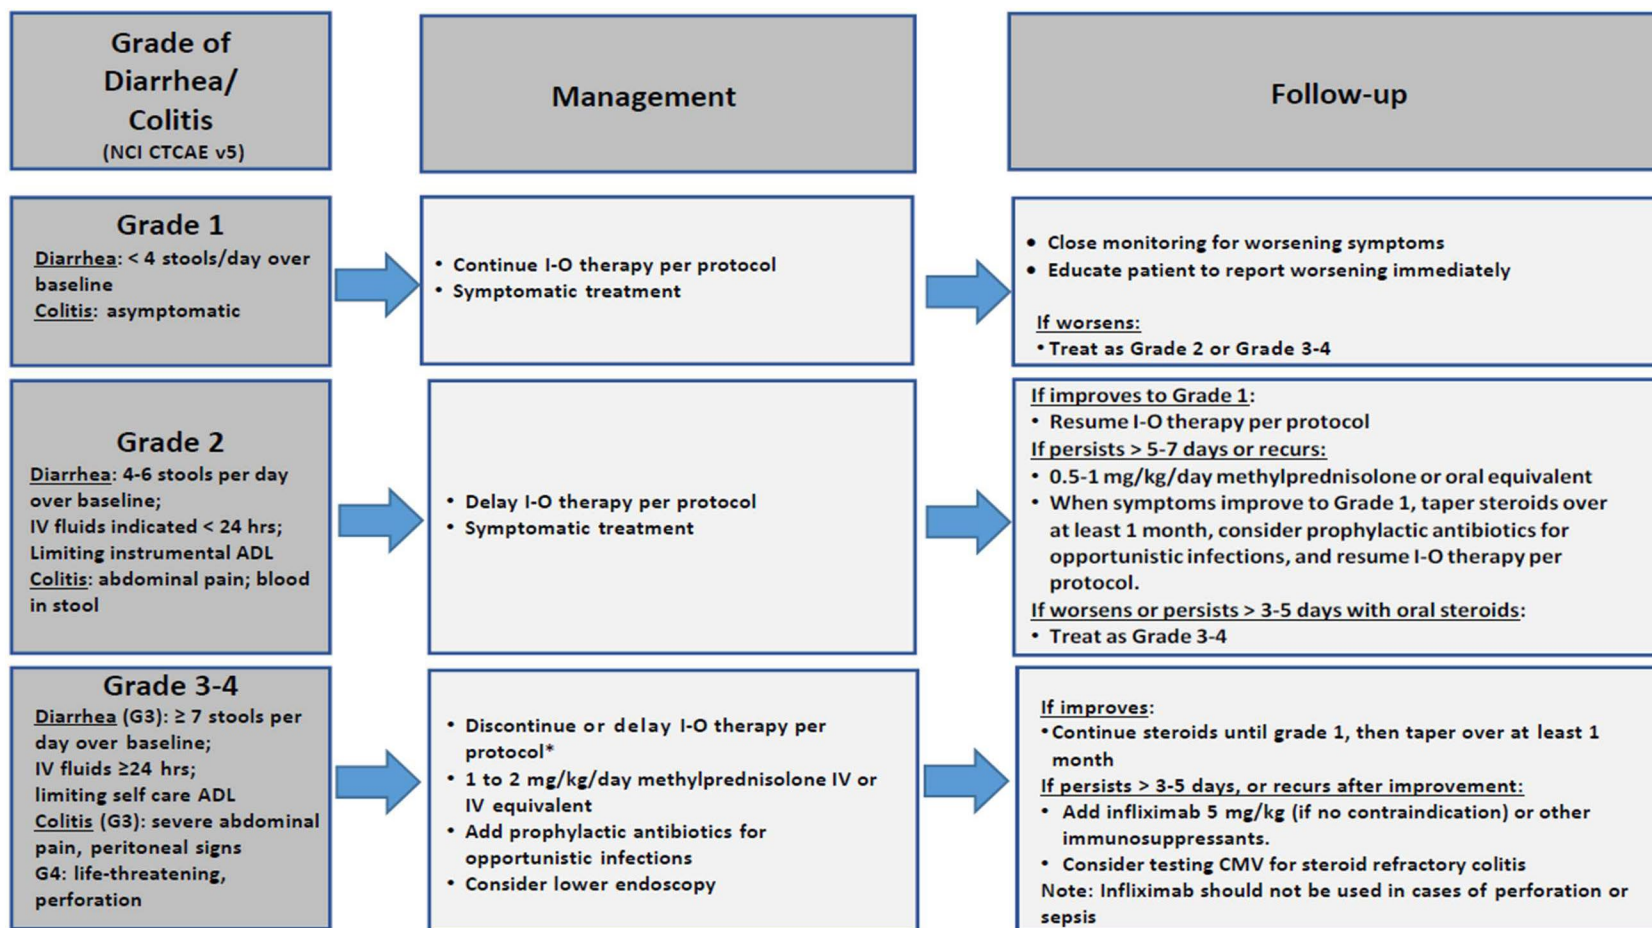 Grade of
Diarrhea/
Colitis
(NCI CTCAE v5)
Management
Follow-up
Grade 1
Diarrhea: < 4 stools/day over
baseline
Colitis: asymptomatic
• Continue I-O therapy per protocol
• Symptomatic treatment
• Close monitoring for worsening symptoms
• Educate patient to report worsening immediately
If worsens:
• Treat as Grade 2 or Grade 3-4
Grade 2
Diarrhea: 4-6 stools per day
over baseline;
IV fluids indicated < 24 hrs;
Limiting instrumental ADL
Colitis: abdominal pain; blood
in stool
• Delay I-O therapy per protocol
• Symptomatic treatment
If improves to Grade 1:
• Resume I-O therapy per protocol
If persists > 5-7 days or recurs:
• 0.5-1 mg/kg/day methylprednisolone or oral equivalent
• When symptoms improve to Grade 1, taper steroids over
at least 1 month, consider prophylactic antibiotics for
opportunistic infections, and resume I-O therapy per
protocol.
If worsens or persists > 3-5 days with oral steroids:
• Treat as Grade 3-4
Grade 3-4
Diarrhea (G3): ≥ 7 stools per
day over baseline;
IV fluids ≥24 hrs;
limiting self care ADL
Colitis (G3): severe abdominal
pain, peritoneal signs
G4: life-threatening,
perforation
• Discontinue or delay I-O therapy per
protocol*
• 1 to 2 mg/kg/day methylprednisolone IV or
IV equivalent
• Add prophylactic antibiotics for
opportunistic infections
• Consider lower endoscopy
If improves:
• Continue steroids until grade 1, then taper over at least 1
month
If persists > 3-5 days, or recurs after improvement:
• Add infliximab 5 mg/kg (if no contraindication) or other
immunosuppressants.
• Consider testing CMV for steroid refractory colitis
Note: Infliximab should not be used in cases of perforation or
sepsis